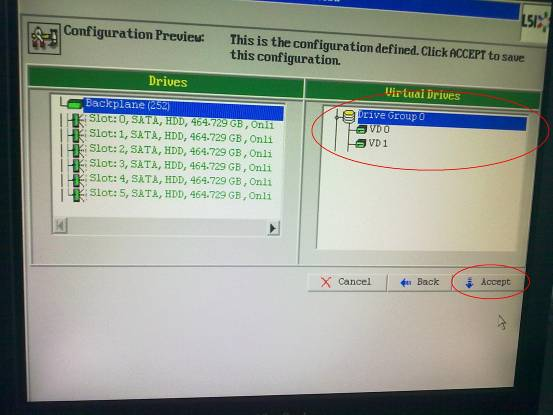 LSI
Configuration Preview:
This is the configuration defined. Click ACCEPT to save
this configuration.
Drives
Virtual Drives
Backplane (252)
Slot: 0, SATA, HDD, 464.729 GB, Onli
Slot: 1, SATA, HDD, 464.729 GB, Onli
Slot: 2, SATA, HDD, 464.729 GB, Onli
Slot: 3, SATA, HDD, 464.729 GB, Onli
Slot: 4, SATA, HDD, 464.729 GB, Onli
Slot: 5, SATA, HDD, 464.729 GB, Onli
Drive Group 0
VD 0
VD 1
Cancel
Back
Accept